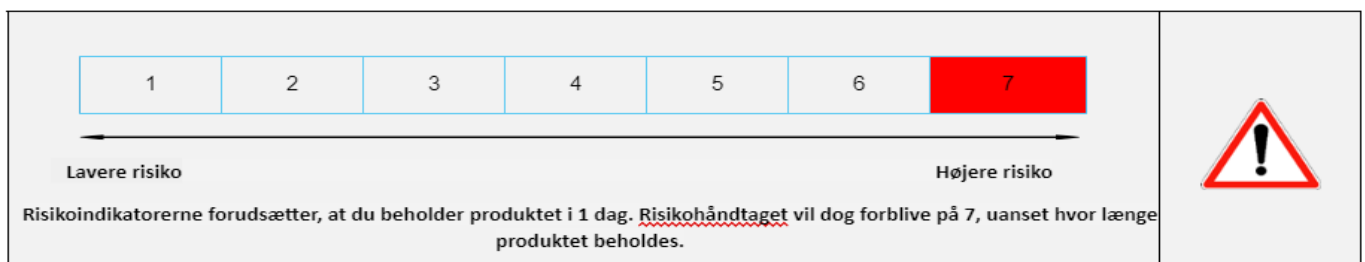 1 2 3 4 5 6 7
Lavere risiko Højere risiko
Risikoindikatorerne forudsætter, at du beholder produktet i 1 dag. Risikohåndtaget vil dog forblive på 7, uanset hvor længe
produktet beholdes.